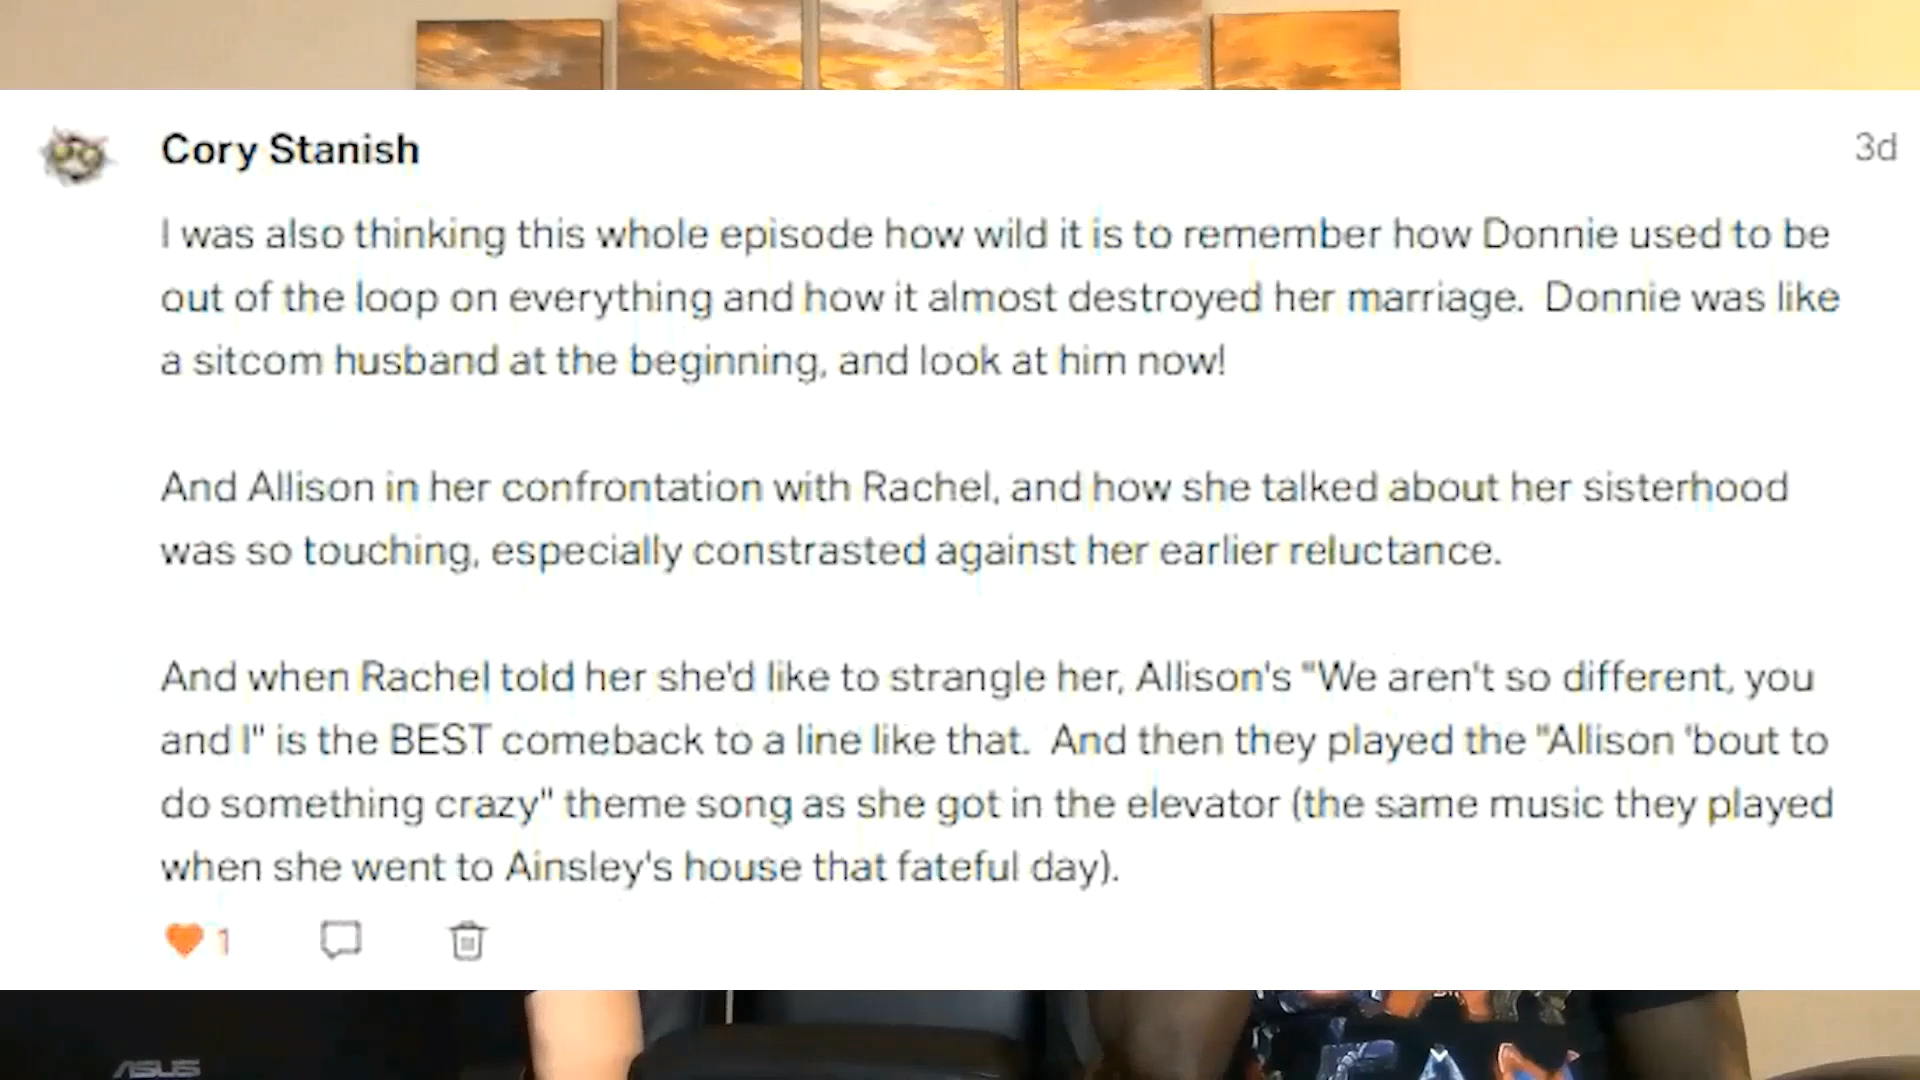 Cory Stanish
3d
I was also thinking this whole episode how wild it is to remember how Donnie used to be
out of the loop on everything and how it almost destroyed her marriage.  Donnie was like
a sitcom husband at the beginning, and look at him now!
And Allison in her confrontation with Rachel, and how she talked about her sisterhood
was so touching, especially constrasted against her earlier reluctance.
And when Rachel told her she'd like to strangle her, Allison's "We aren't so different, you
and I" is the BEST comeback to a line like that.  And then they played the "Allison 'bout to
do something crazy" theme song as she got in the elevator (the same music they played
when she went to Ainsley's house that fateful day).
1
ASUS